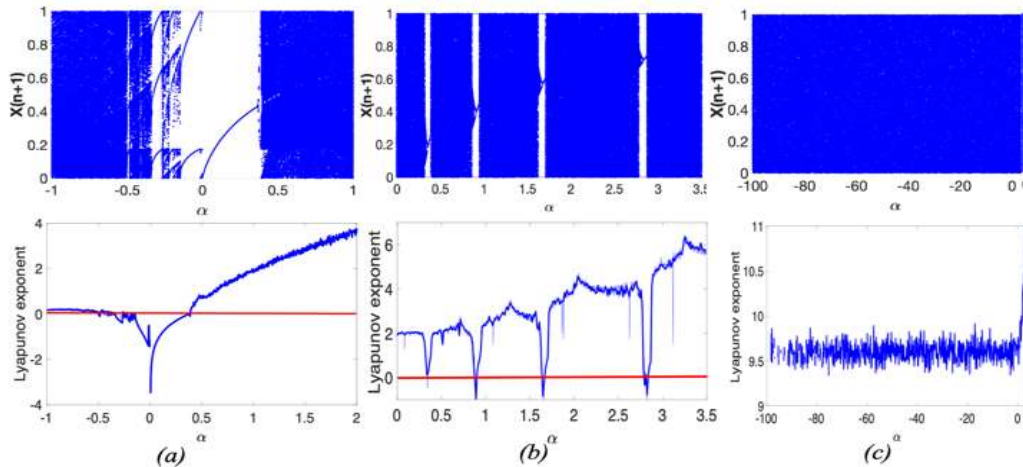 1
0.8
0.6
0.4
0.2
0
X(n+1)
-1 -0.5 0 0.5 1
α
1
0.8
0.6
0.4
0.2
0
X(n+1)
0 0.5 1 1.5 2 2.5 3 3.5
α
1
0.8
0.6
0.4
0.2
0
X(n+1)
-100 -80 -60 -40 -20 0
α
4
2
0
-2
-4
Lyapunov exponent
-1 -0.5 0 0.5 1 1.5 2
α
(a)
6
4
2
0
Lyapunov exponent
0 0.5 1 1.5 2 2.5 3 3.5
α
(b)
11
10.5
10
9.5
9
Lyapunov exponent
-100 -80 -60 -40 -20 0
α
(c)